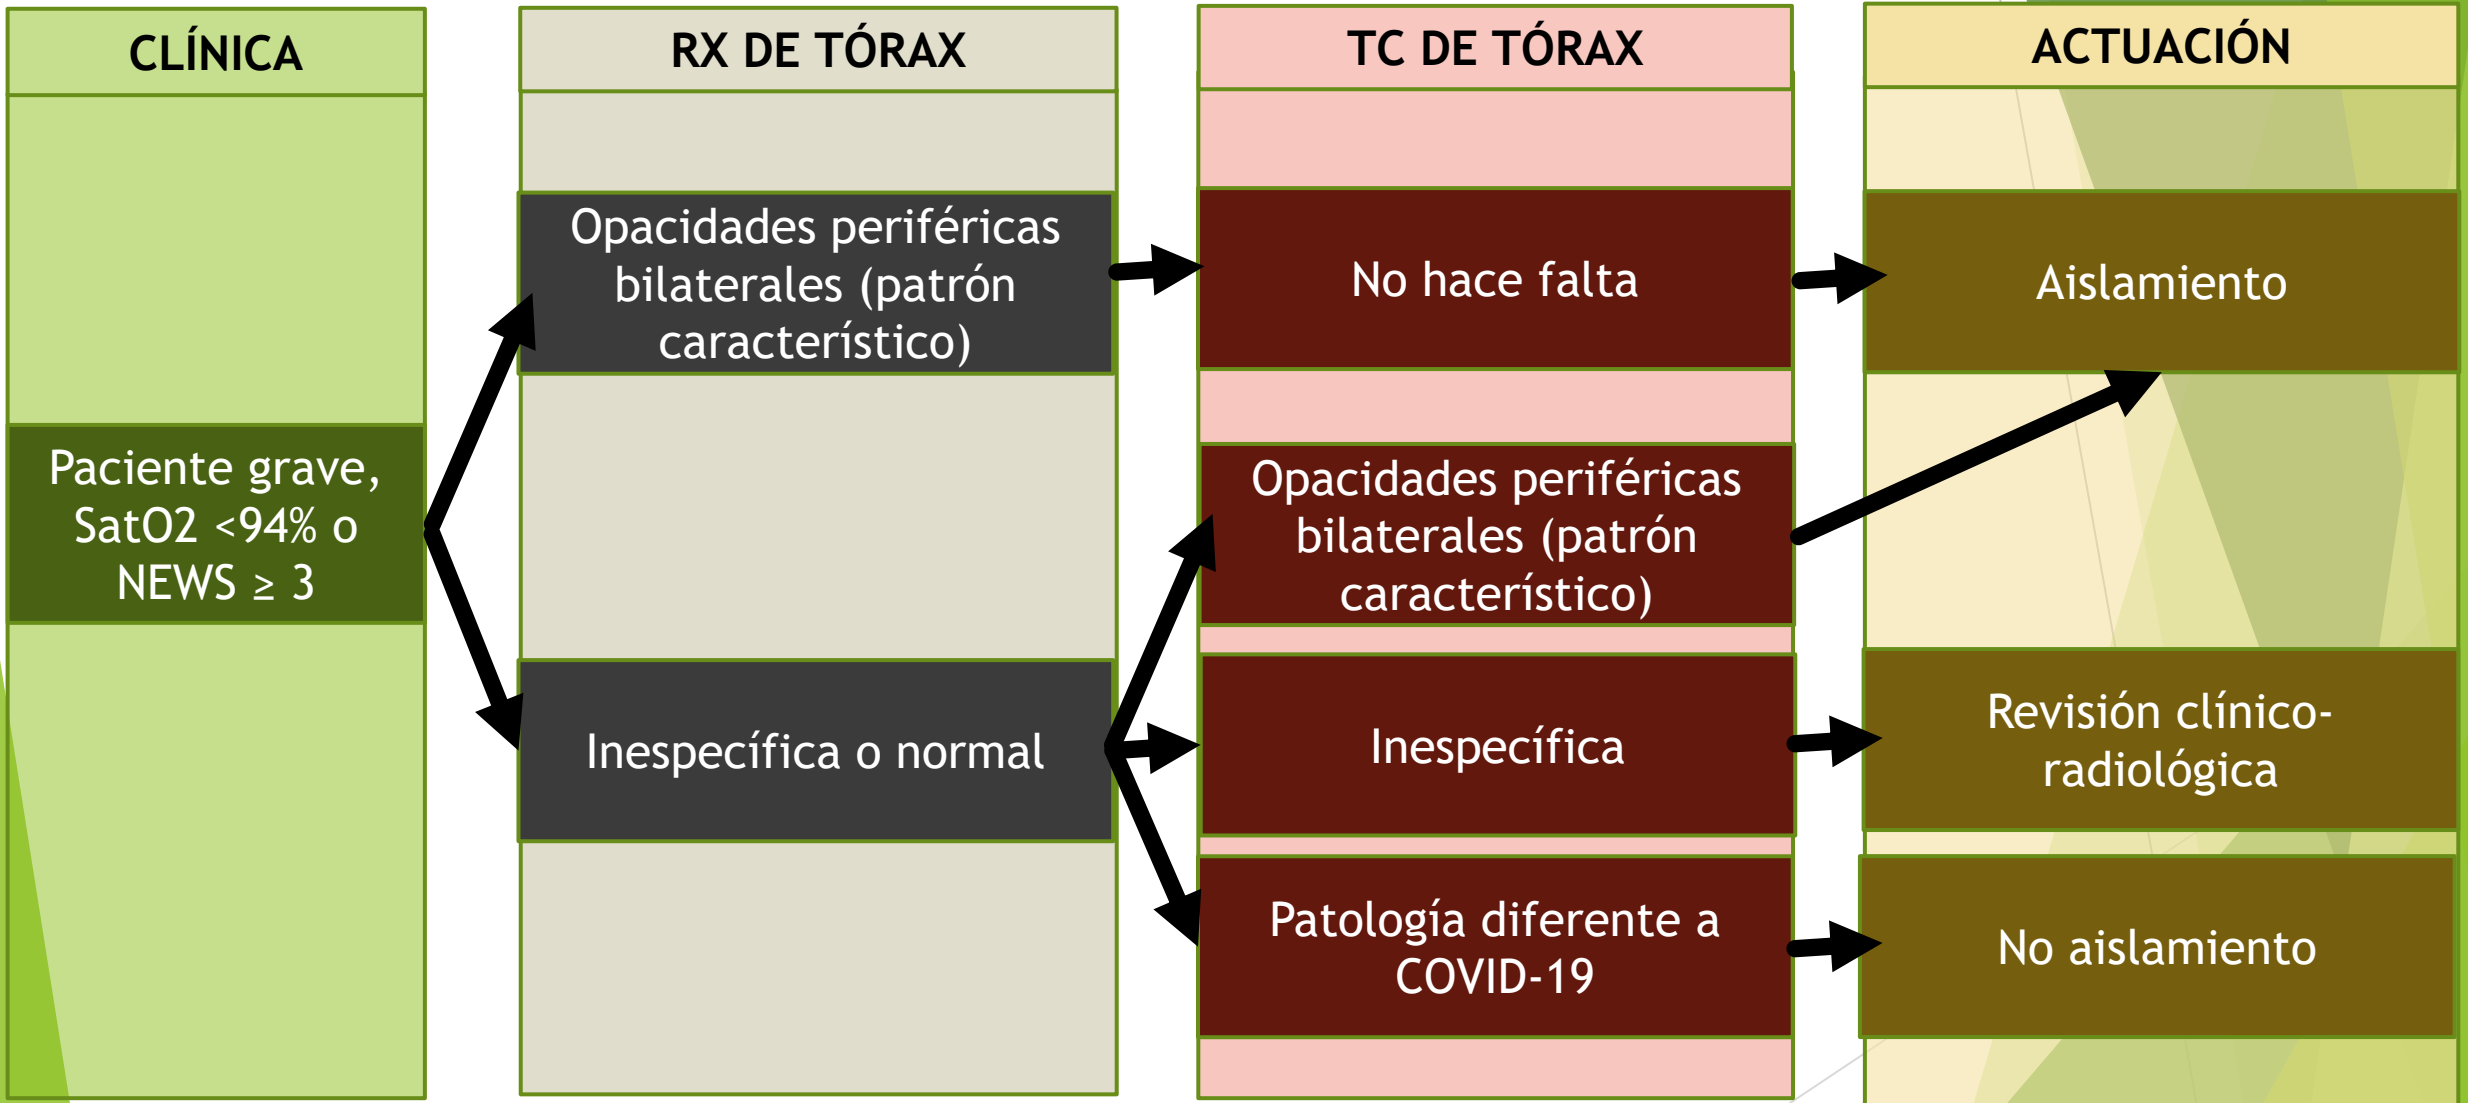 CLÍNICA
RX DE TÓRAX
TC DE TÓRAX
ACTUACIÓN
Paciente grave,
SatO2 <94% o
NEWS ≥ 3
Opacidades periféricas
bilaterales (patrón
característico)
Inespecífica o normal
No hace falta
Opacidades periféricas
bilaterales (patrón
característico)
Inespecífica
Patología diferente a
COVID-19
Aislamiento
Revisión clínico-
radiológica
No aislamiento